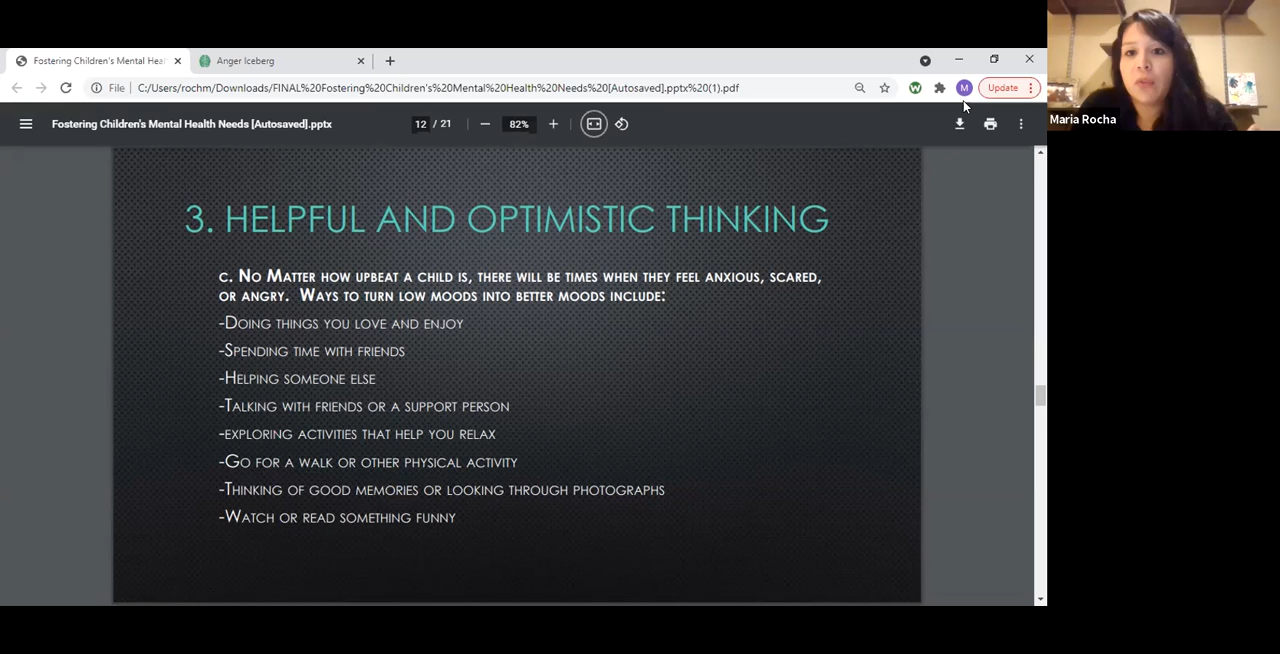 Fostering Children's Mental Hea
Anger Iceberg
File
C:/Users/rochm/Downloads/FINAL%20Fostering%20Children's%20Mental%20Health%20Needs%20[Autosaved].pptx%20(1).pdf
M
Update
Maria Rocha
Fostering Children's Mental Health Needs [Autosaved].pptx
12 / 21
82%
3. HELPFUL AND OPTIMISTIC THINKING
C. NO MATTER HOW UPBEAT A CHILD IS, THERE WILL BE TIMES WHEN THEY FEEL ANXIOUS, SCARED,
OR ANGRY. WAYS TO TURN LOW MOODS INTO BETTER MOODS INCLUDE:
-DOING THINGS YOU LOVE AND ENJOY
-SPENDING TIME WITH FRIENDS
-HELPING SOMEONE ELSE
-TALKING WITH FRIENDS OR A SUPPORT PERSON
-EXPLORING ACTIVITIES THAT HELP YOU RELAX
-GO FOR A WALK OR OTHER PHYSICAL ACTIVITY
-THINKING OF GOOD MEMORIES OR LOOKING THROUGH PHOTOGRAPHS
-WATCH OR READ SOMETHING FUNNY